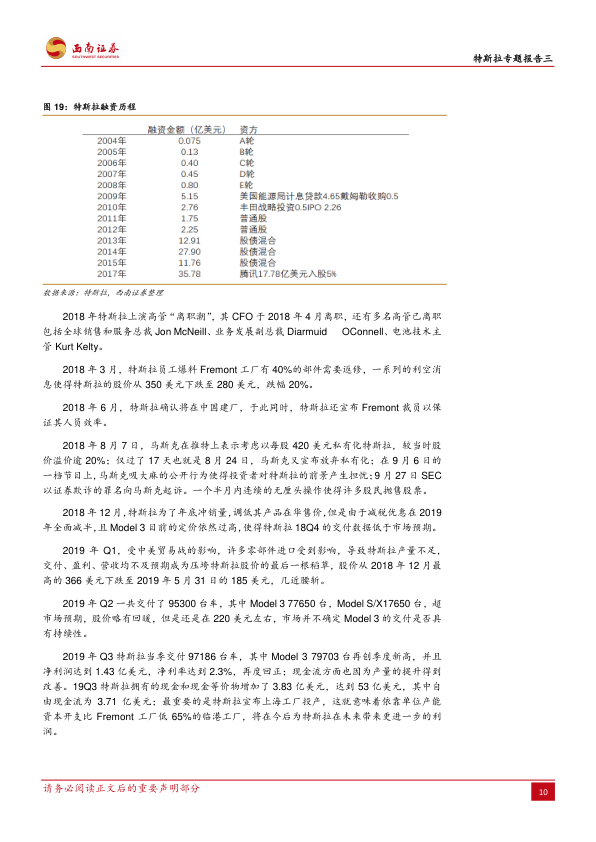 西南证券
SOUTHWEST SECURITIES
特斯拉专题报告三
图 19：特斯拉融资历程
融资金额（亿美元） 资方
2004年 0.075 A轮
2005年 0.13 B轮
2006年 0.40 C轮
2007年 0.45 D轮
2008年 0.80 E轮
2009年 5.15 美国能源局计息贷款4.65戴姆勒收购0.5
2010年 2.76 丰田战略投资0.5IPO 2.26
2011年 1.75 普通股
2012年 2.25 普通股
2013年 12.91 股债混合
2014年 27.90 股债混合
2015年 11.76 股债混合
2017年 35.78 腾讯17.78亿美元入股5%
数据来源：特斯拉，西南证券整理
2018 年特斯拉上演高管“离职潮”，其 CFO 于 2018 年 4 月离职，还有多名高管已离职
包括全球销售和服务总裁 Jon McNeill、业务发展副总裁 Diarmuid OConnell、电池技术主
管 Kurt Kelty。
2018 年 3 月，特斯拉员工爆料 Fremont 工厂有 40%的部件需要返修，一系列的利空消
息使得特斯拉的股价从 350 美元下跌至 280 美元，跌幅 20%。
2018 年 6 月，特斯拉确认将在中国建厂，于此同时，特斯拉还宣布 Fremont 裁员以保
证其人员效率。
2018 年 8 月 7 日，马斯克在推特上表示考虑以每股 420 美元私有化特斯拉，较当时股
价溢价逾 20%；仅过了 17 天也就是 8 月 24 日，马斯克又宣布放弃私有化；在 9 月 6 日的
一档节目上，马斯克吸大麻的公开行为使得投资者对特斯拉的前景产生担忧；9 月 27 日 SEC
以证券欺诈的罪名向马斯克起诉。一个半月内连续的无厘头操作使得许多股民抛售股票。
2018 年 12 月，特斯拉为了年底冲销量，调低其产品在华售价，但是由于减税优惠在 2019
年全面减半，且 Model 3 目前的定价依然过高，使得特斯拉 18Q4 的交付数据低于市场预期。
2019 年 Q1，受中美贸易战的影响，许多零部件进口受到影响，导致特斯拉产量不足，
交付、盈利、营收均不及预期成为压垮特斯拉股价的最后一根稻草，股价从 2018 年 12 月最
高的 366 美元下跌至 2019 年 5 月 31 日的 185 美元，几近腰斩。
2019 年 Q2 一共交付了 95300 台车，其中 Model 3 77650 台，Model S/X17650 台，超
市场预期，股价略有回暖，但是还是在 220 美元左右，市场并不确定 Model 3 的交付是否具
有持续性。
2019 年 Q3 特斯拉当季交付 97186 台车，其中 Model 3 79703 台再创季度新高，并且
净利润达到 1.43 亿美元，净利率达到 2.3%，再度回正；现金流方面也因为产量的提升得到
改善。19Q3 特斯拉拥有的现金和现金等价物增加了 3.83 亿美元，达到 53 亿美元，其中自
由现金流为 3.71 亿美元；最重要的是特斯拉宣布上海工厂投产，这就意味着依靠单位产能
资本开支比 Fremont 工厂低 65%的临港工厂，将在今后为特斯拉在未来带来更进一步的利
润。
请务必阅读正文后的重要声明部分
10